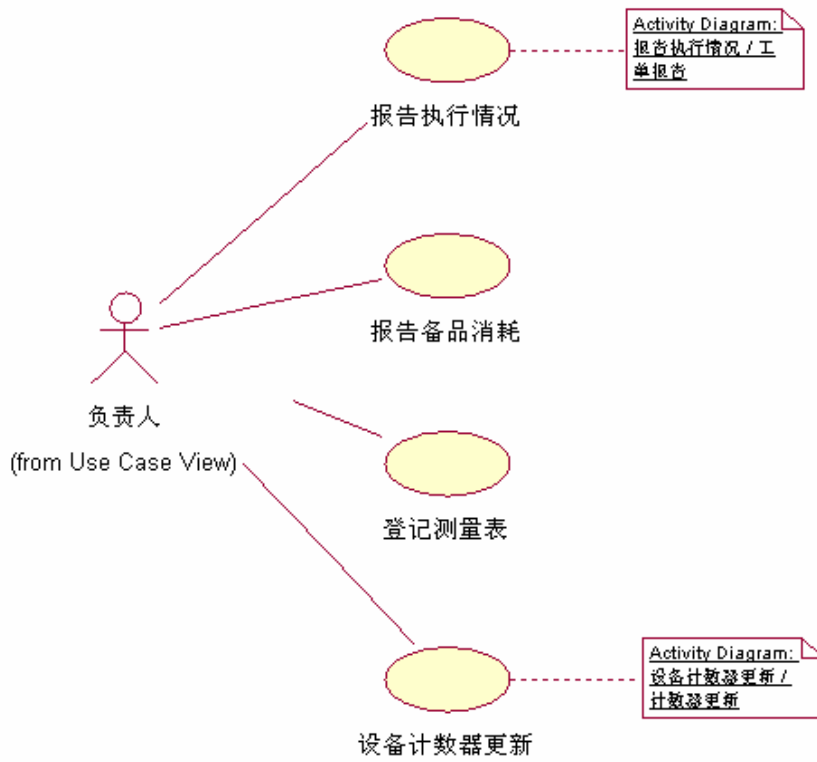 Activity Diagram:
报告执行情况 / 工
单报告
报告执行情况
报告备品消耗
负责人
(from Use Case View)
登记测量表
Activity Diagram:
设备计数器更新 /
计数器更新
设备计数器更新